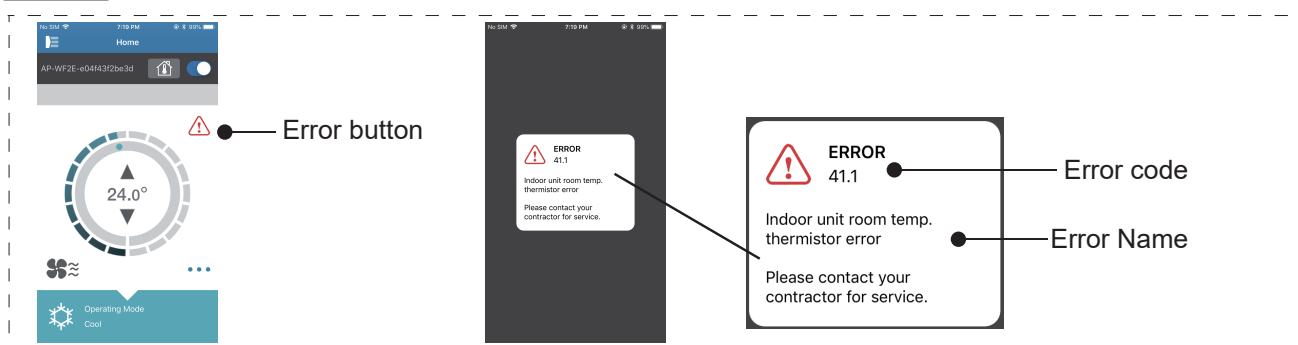 No SIM 7:19 PM 99%
Home
AP-WF2E-e04f43f2be3d
Error button
24.0°
Operating Mode
Cool
No SIM 7:19 PM 99%
ERROR
41.1
Indoor unit room temp.
thermistor error
Please contact your
contractor for service.
ERROR
41.1
Error code
Indoor unit room temp.
thermistor error
Error Name
Please contact your
contractor for service.